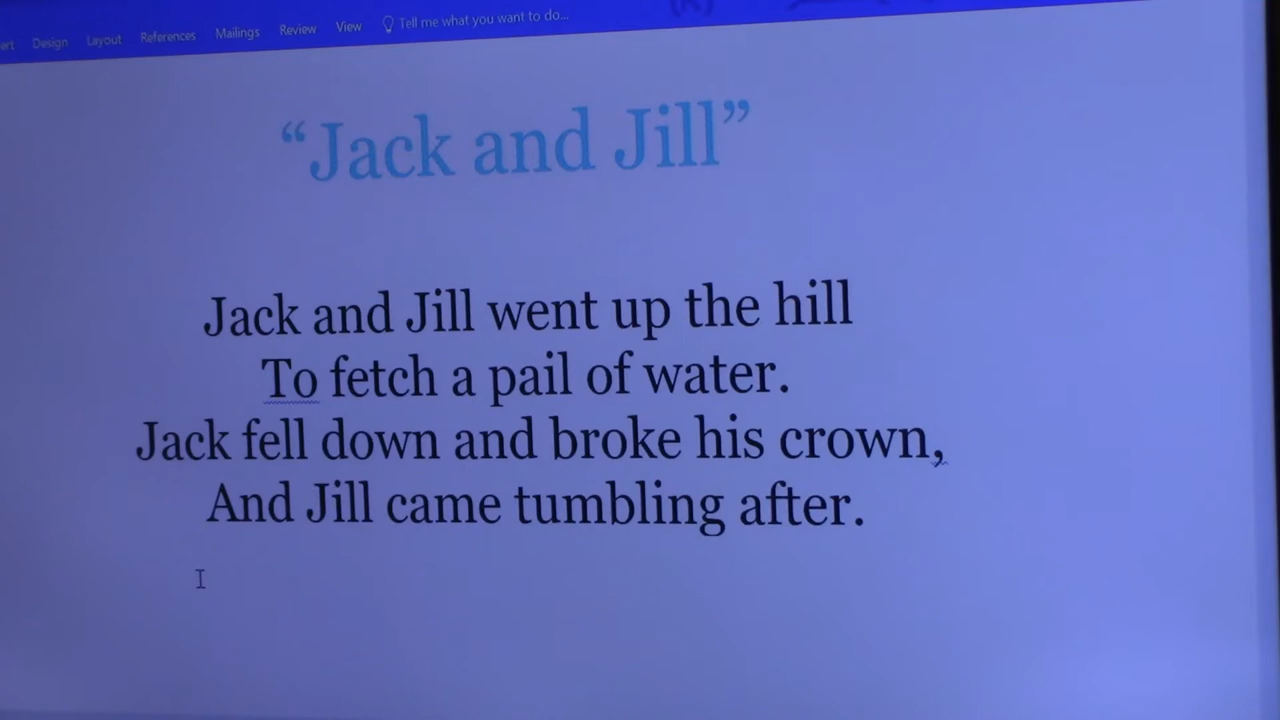 Design Layout References Mailings Review View Tell me what you want to do...
“Jack and Jill”
Jack and Jill went up the hill
To fetch a pail of water.
Jack fell down and broke his crown,
And Jill came tumbling after.